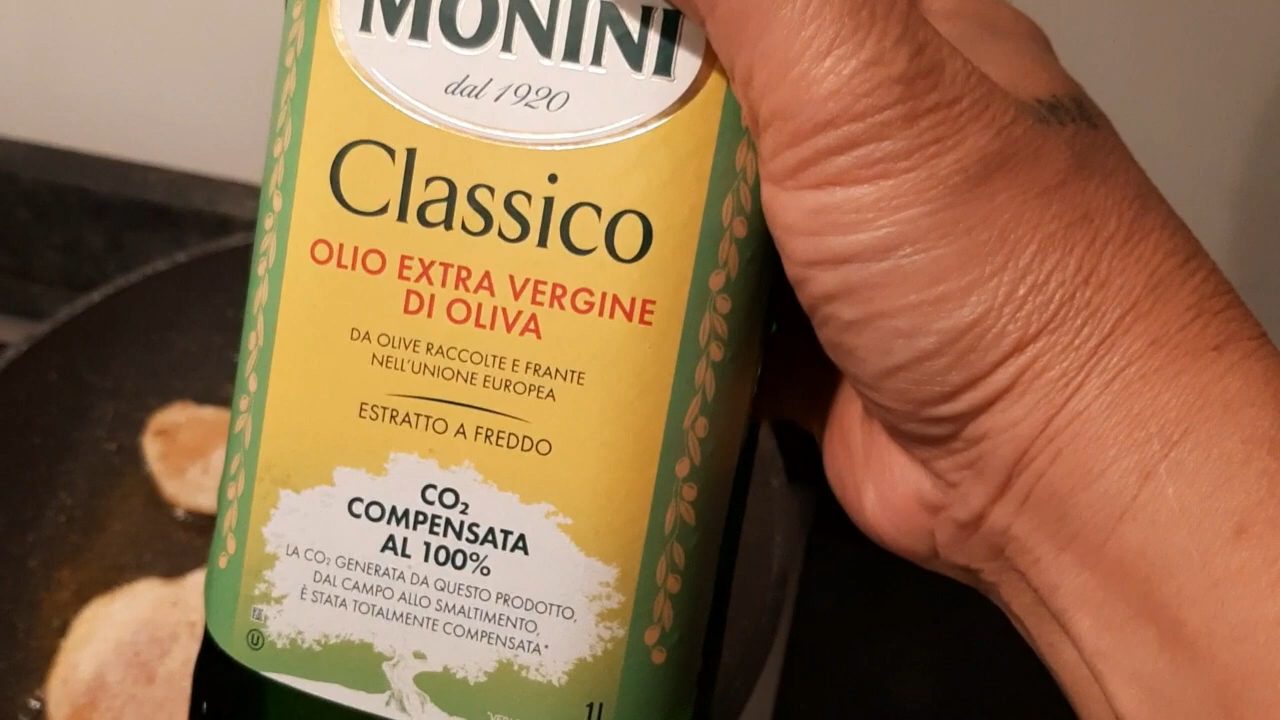 MONINI
dal 1920
Classico
OLIO EXTRA VERGINE
DI OLIVA
DA OLIVE RACCOLTE E FRANTE
NELL'UNIONE EUROPEA
ESTRATTO A FREDDO
CO₂
COMPENSATA
AL 100%
LA CO₂ GENERATA DA QUESTO PRODOTTO,
DAL CAMPO ALLO SMALTIMENTO,
È STATA TOTALMENTE COMPENSATA*
U
1L